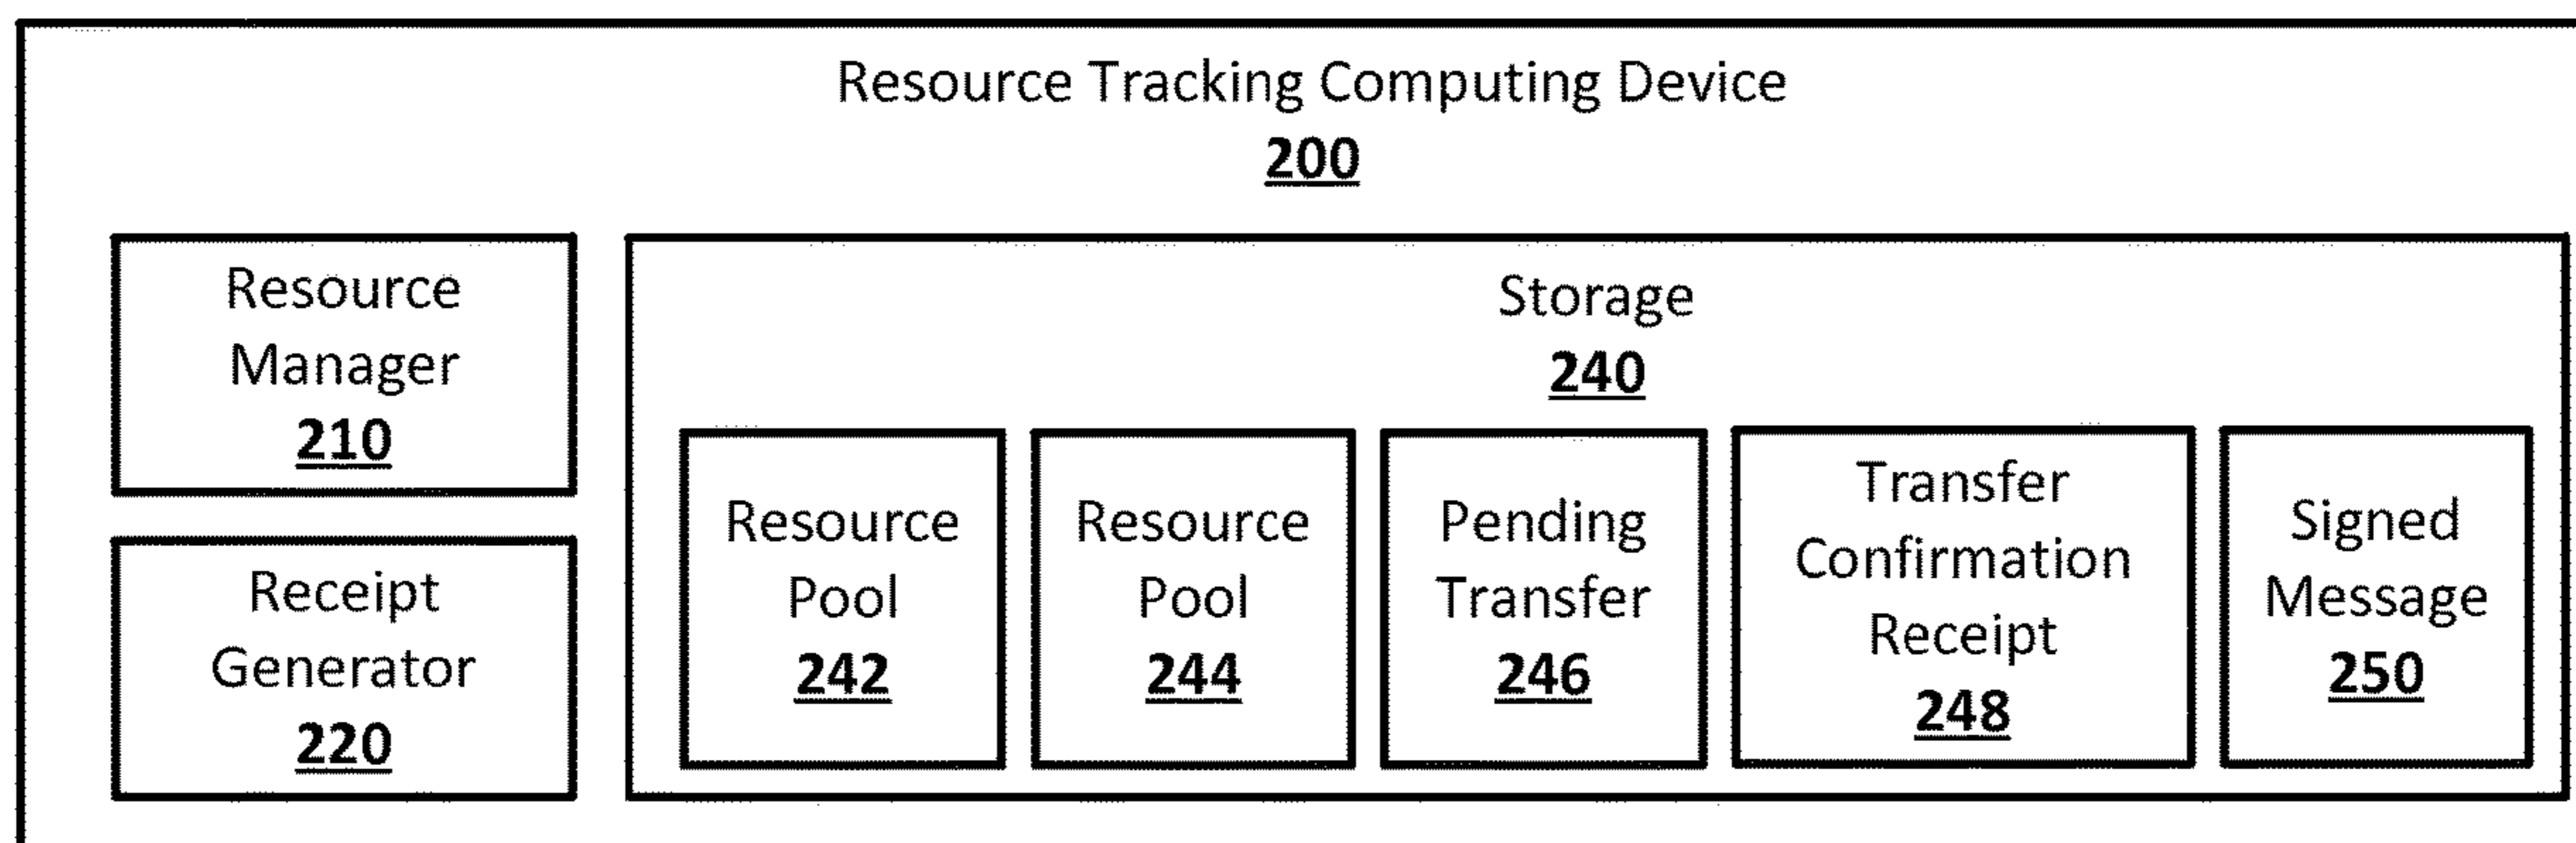 Resource Tracking Computing Device
200
Resource
Manager
210
Receipt
Generator
220
Storage
240
Resource
Pool
242
Resource
Pool
244
Pending
Transfer
246
Transfer
Confirmation
Receipt
248
Signed
Message
250